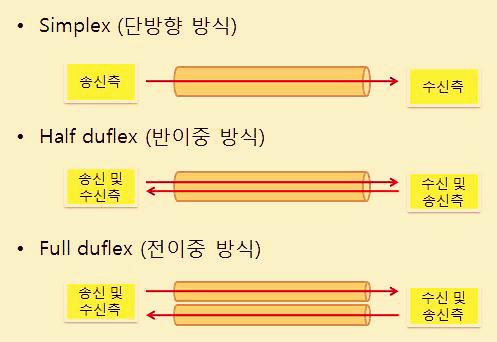 • Simplex (단방향 방식)
송신측
수신측
• Half duflex (반이중 방식)
송신 및
수신측
수신 및
송신측
• Full duflex (전이중 방식)
송신 및
수신측
수신 및
송신측